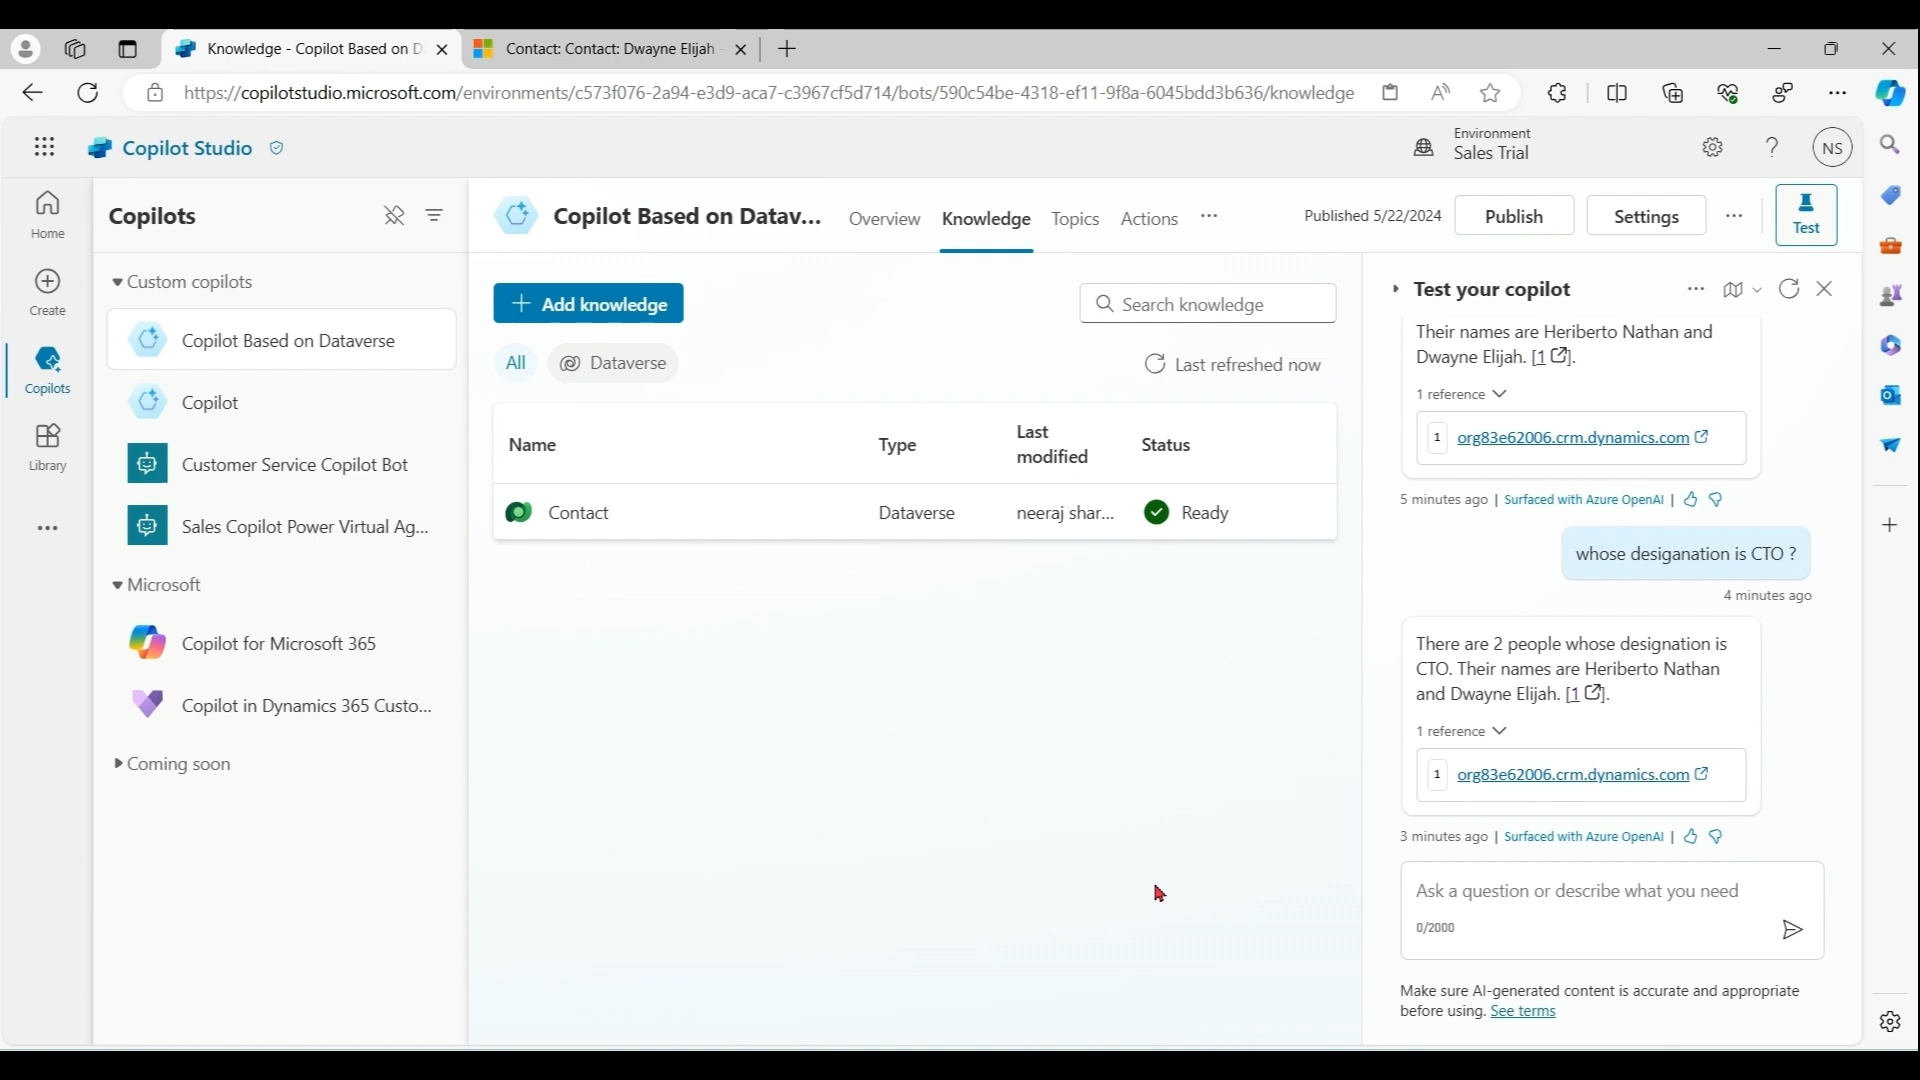 Knowledge - Copilot Based on D
Contact: Contact: Dwayne Elijah
https://copilotstudio.microsoft.com/environments/c573f076-2a94-e3d9-aca7-c3967cf5d714/bots/590c54be-4318-ef11-9f8a-6045bdd3b636/knowledge
Copilot Studio
Environment
Sales Trial
NS
Home
Create
Copilots
Library
Copilots
Custom copilots
Copilot Based on Dataverse
Copilot
Customer Service Copilot Bot
Sales Copilot Power Virtual Ag...
Microsoft
Copilot for Microsoft 365
Copilot in Dynamics 365 Custo...
Coming soon
Copilot Based on Datav...
Overview
Knowledge
Topics
Actions
Published 5/22/2024
Publish
Settings
Test
Add knowledge
Search knowledge
All
Dataverse
Last refreshed now
Name
Type
Last
modified
Status
Contact
Dataverse
neeraj shar...
Ready
Test your copilot
Their names are Heriberto Nathan and
Dwayne Elijah. [1].
1 reference
1 org83e62006.crm.dynamics.com
5 minutes ago | Surfaced with Azure OpenAI |
whose desiganation is CTO ?
4 minutes ago
There are 2 people whose designation is
CTO. Their names are Heriberto Nathan
and Dwayne Elijah. [1].
1 reference
1 org83e62006.crm.dynamics.com
3 minutes ago | Surfaced with Azure OpenAI |
Ask a question or describe what you need
0/2000
Make sure AI-generated content is accurate and appropriate
before using. See terms